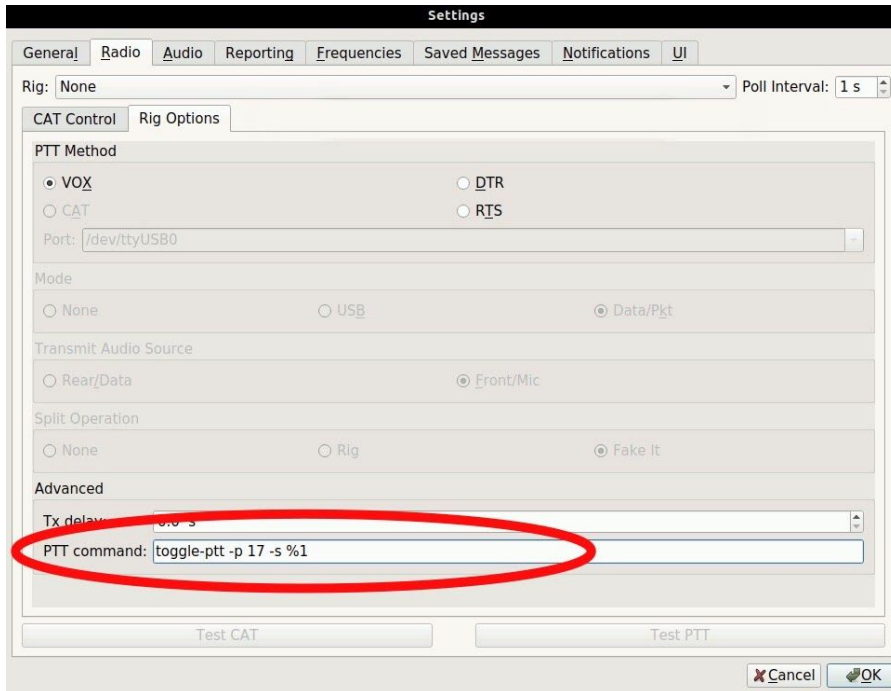 Settings
General Radio Audio Reporting Frequencies Saved Messages Notifications UI
Rig: None Poll Interval: 1 s
CAT Control Rig Options
PTT Method
VOX DTR
CAT RTS
Port: /dev/ttyUSB0
Mode
None USB Data/Pkt
Transmit Audio Source
Rear/Data Front/Mic
Split Operation
None Rig Fake It
Advanced
Tx delay: s
PTT command: toggle-ptt -p 17 -s %1
Test CAT Test PTT
Cancel OK